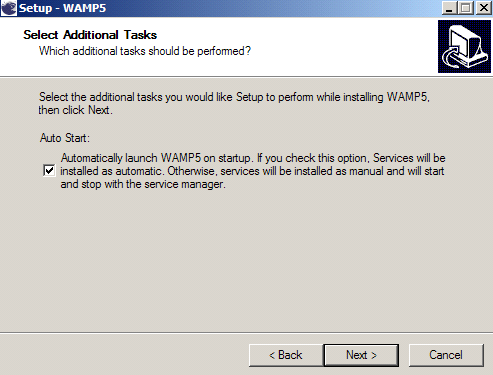 Setup - WAMP5
Select Additional Tasks
Which additional tasks should be performed?
Select the additional tasks you would like Setup to perform while installing WAMP5,
then click Next.
Auto Start:
Automatically launch WAMP5 on startup. If you check this option, Services will be
installed as automatic. Otherwise, services will be installed as manual and will start
and stop with the service manager.
< Back
Next >
Cancel